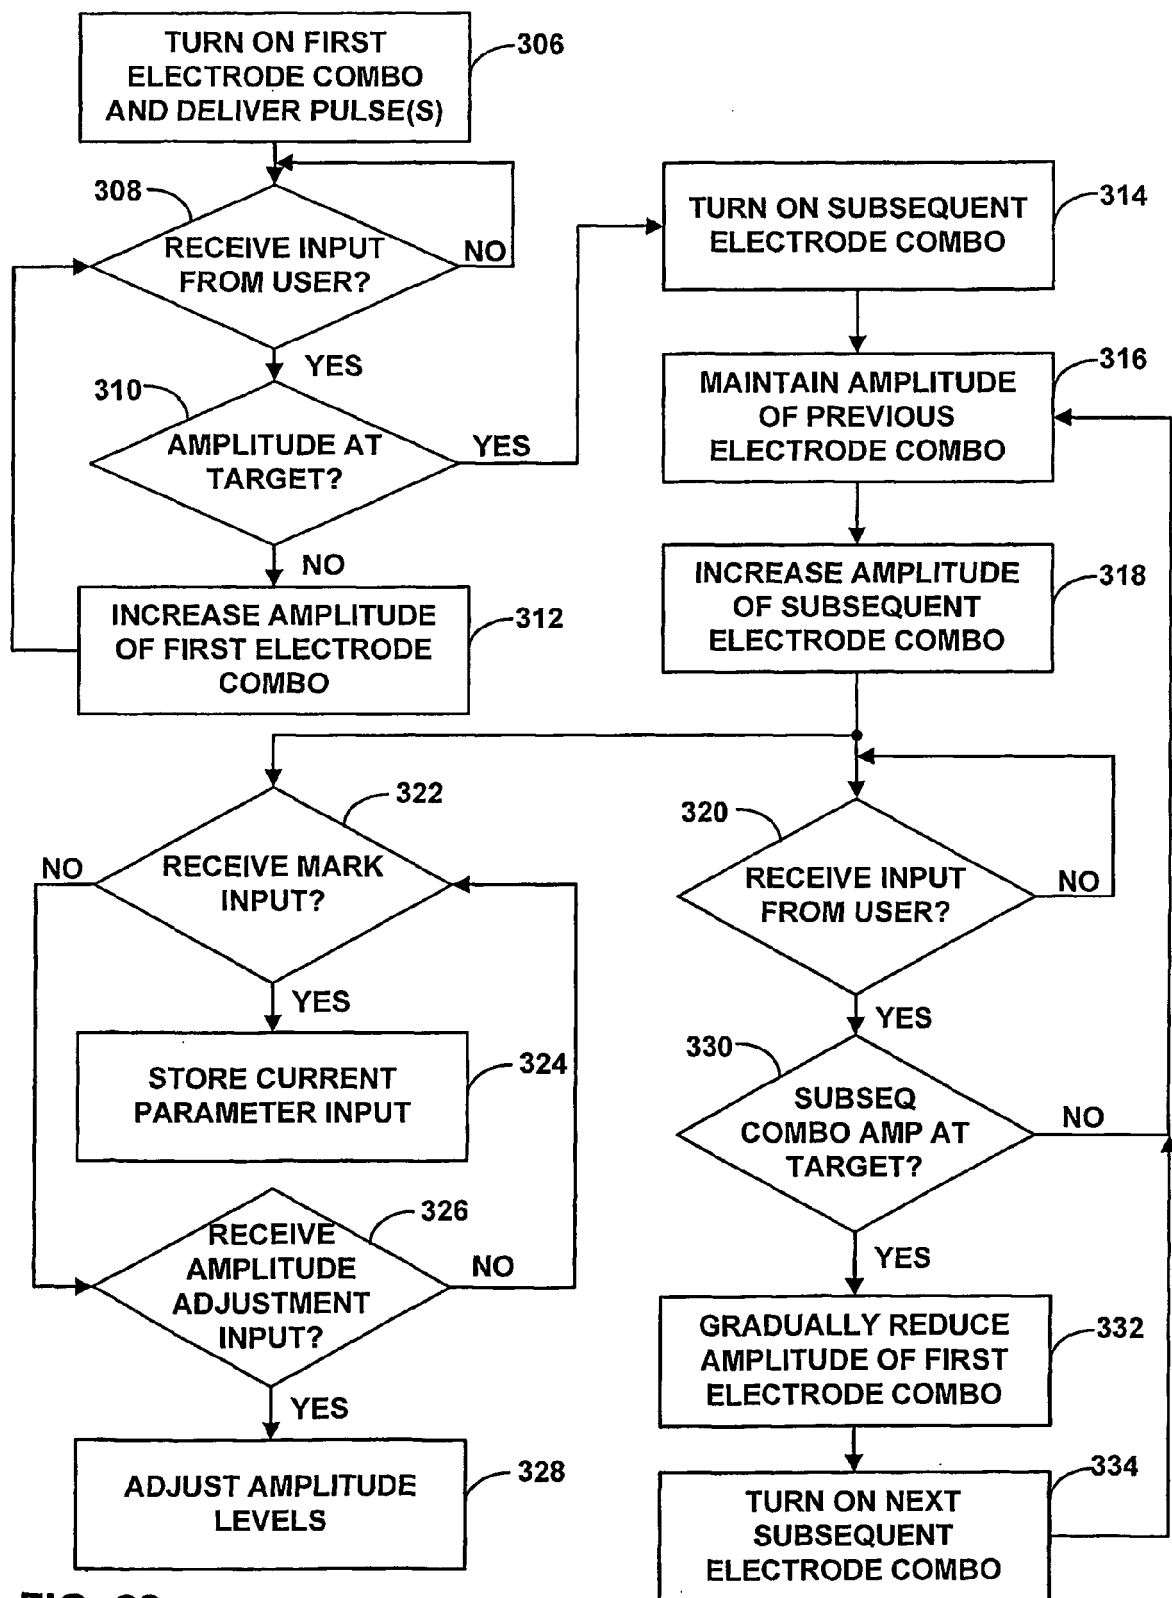 TURN ON FIRST
ELECTRODE COMBO
AND DELIVER PULSE(S)
306
308
RECEIVE INPUT
FROM USER?
NO
YES
310
AMPLITUDE AT
TARGET?
YES
NO
INCREASE AMPLITUDE
OF FIRST ELECTRODE
COMBO
312
TURN ON SUBSEQUENT
ELECTRODE COMBO
314
MAINTAIN AMPLITUDE
OF PREVIOUS
ELECTRODE COMBO
316
INCREASE AMPLITUDE
OF SUBSEQUENT
ELECTRODE COMBO
318
322
NO
RECEIVE MARK
INPUT?
YES
STORE CURRENT
PARAMETER INPUT
324
326
RECEIVE
AMPLITUDE
ADJUSTMENT
INPUT?
NO
YES
ADJUST AMPLITUDE
LEVELS
328
320
RECEIVE INPUT
FROM USER?
NO
YES
330
SUBSEQ
COMBO AMP AT
TARGET?
NO
YES
GRADUALLY REDUCE
AMPLITUDE OF FIRST
ELECTRODE COMBO
332
TURN ON NEXT
SUBSEQUENT
ELECTRODE COMBO
334